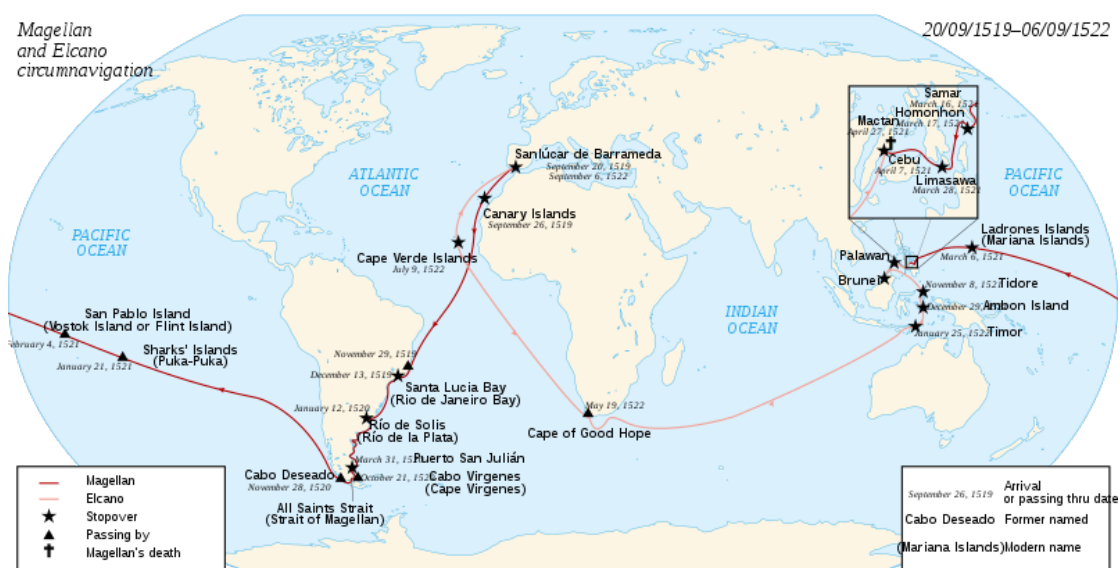 Magellan
and Elcano
circumnavigation
20/09/1519–06/09/1522
Samar
March 16, 1521
Homonhon
March 17, 1521
Mactan
April 27, 1521
Cebu
April 7, 1521
Limasawa
March 28, 1521
Sanlúcar de Barrameda
September 20, 1519
September 6, 1522
ATLANTIC
OCEAN
PACIFIC
OCEAN
Canary Islands
September 26, 1519
PACIFIC
OCEAN
Cape Verde Islands
July 9, 1522
Ladrones Islands
(Mariana Islands)
March 6, 1521
Palawan
Brunei
November 8, 1521
Tidore
December 29,
Ambon Island
January 25, 1522
Timor
INDIAN
OCEAN
San Pablo Island
(Vostok Island or Flint Island)
February 4, 1521
Sharks' Islands
(Puka-Puka)
January 21, 1521
November 29, 1519
December 13, 1519
Santa Lucia Bay
(Rio de Janeiro Bay)
January 12, 1520
Río de Solis
(Río de la Plata)
May 19, 1522
Cape of Good Hope
March 31, 1520
Puerto San Julián
Cabo Deseado
November 28, 1520
October 21, 1520
Cabo Virgenes
(Cape Virgenes)
All Saints Strait
(Strait of Magellan)
Magellan
Elcano
Stopover
Passing by
Magellan's death
September 26, 1519 Arrival
or passing thru date
Cabo Deseado Former named
(Mariana Islands) Modern name